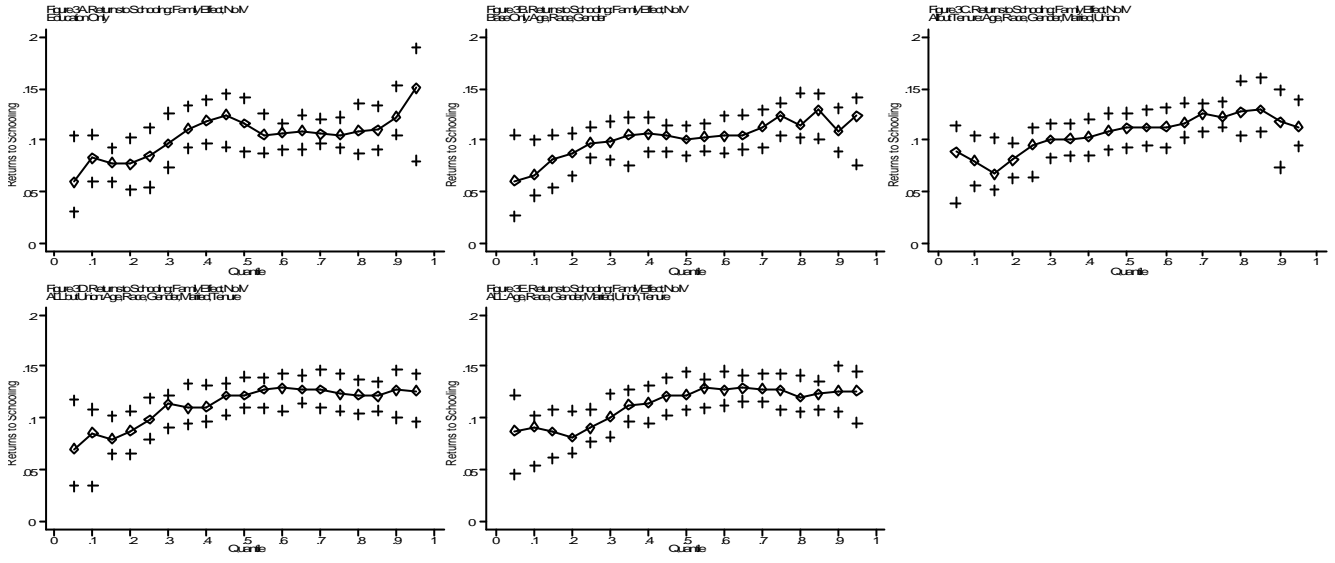 Figure 3A. Returns to Schooling: Family Effect, No IV
Education Only
Returns to Schooling
.2
.15
.1
.05
0
0 .1 .2 .3 .4 .5 .6 .7 .8 .9 1
Quantile
Figure 3B. Returns to Schooling: Family Effect, No IV
Base Only: Age, Race, Gender
Returns to Schooling
.2
.15
.1
.05
0
0 .1 .2 .3 .4 .5 .6 .7 .8 .9 1
Quantile
Figure 3C. Returns to Schooling: Family Effect, No IV
All but Tenure: Age, Race, Gender, Married, Union
Returns to Schooling
.2
.15
.1
.05
0
0 .1 .2 .3 .4 .5 .6 .7 .8 .9 1
Quantile
Figure 3D. Returns to Schooling: Family Effect, No IV
All but Union: Age, Race, Gender, Married, Tenure
Returns to Schooling
.2
.15
.1
.05
0
0 .1 .2 .3 .4 .5 .6 .7 .8 .9 1
Quantile
Figure 3E. Returns to Schooling: Family Effect, No IV
ALL: Age, Race, Gender, Married, Union, Tenure
Returns to Schooling
.2
.15
.1
.05
0
0 .1 .2 .3 .4 .5 .6 .7 .8 .9 1
Quantile